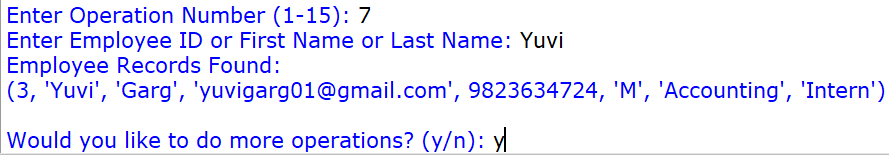 Enter Operation Number (1-15): 7
Enter Employee ID or First Name or Last Name: Yuvi
Employee Records Found:
(3, 'Yuvi', 'Garg', 'yuvigarg01@gmail.com', 9823634724, 'M', 'Accounting', 'Intern')
Would you like to do more operations? (y/n): y